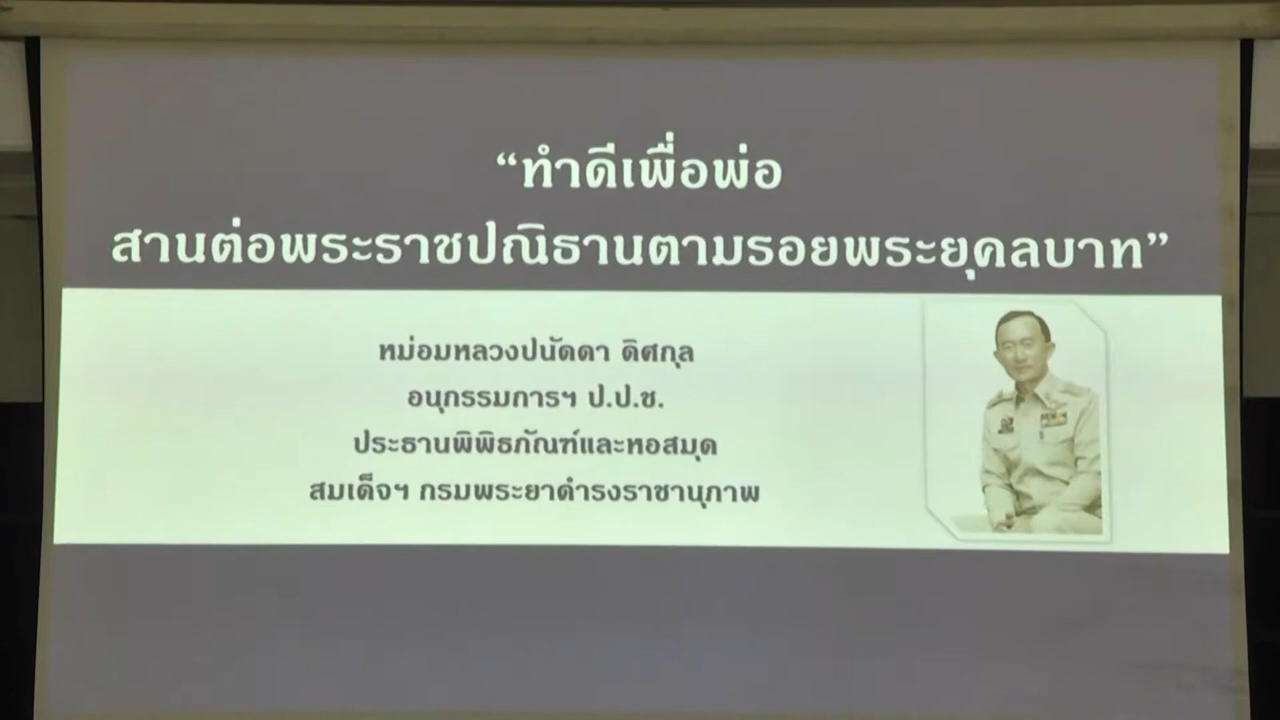 “ทำดีเพื่อพ่อ
สานต่อพระราชปณิธานตามรอยพระยุคลบาท”
หม่อมหลวงปนัดดา ดิศกุล
อนุกรรมการฯ ป.ป.ช.
ประธานพิพิธภัณฑ์และหอสมุด
สมเด็จฯ กรมพระยาดำรงราชานุภาพ